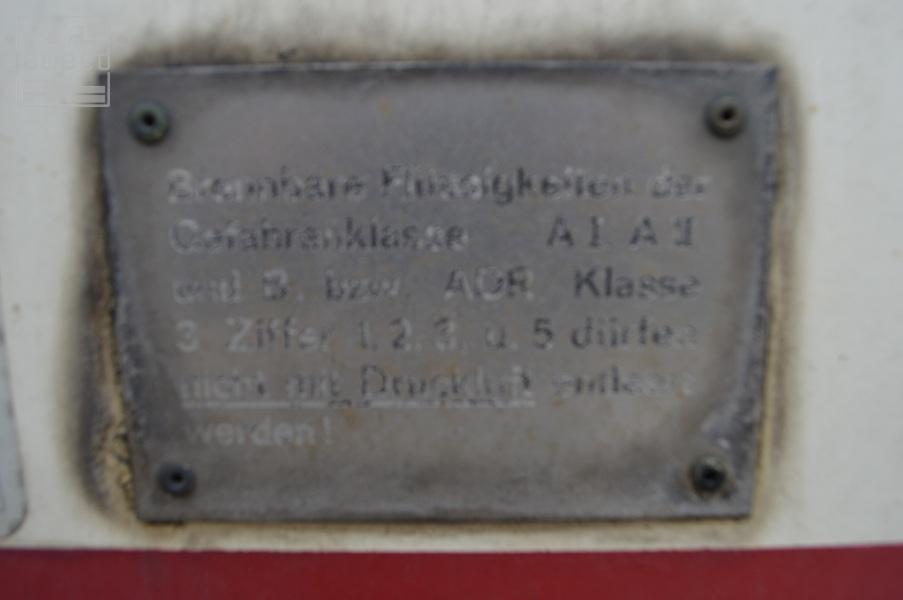 Brennbare Flüssigkeiten der
Gefahrenklasse A I, A II
und B, bzw. ADR Klasse
3 Ziffer 1, 2, 3, u. 5 dürfen
nicht mit Druckluft entleert
werden!